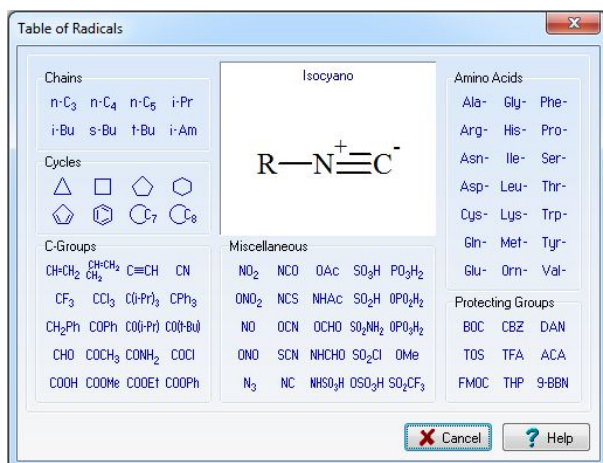 Table of Radicals
Chains
n-C₃ n-C₄ n-C₅ i-Pr
i-Bu s-Bu t-Bu i-Am
Cycles
C₇ C₈
C-Groups
CH=CH₂ CH=CH₂ CH₂ C≡CH CN
CF₃ CCl₃ C(i-Pr)₃ CPh₃
CH₂Ph COPh CO(i-Pr) CO(t-Bu)
CHO COCH₃ CONH₂ COCl
COOH COOMe COOEt COOPh
Isocyano
R—N⁺≡C⁻
Miscellaneous
NO₂ NCO OAc SO₃H PO₃H₂
ONO₂ NCS NHAc SO₂H OPO₂H₂
NO OCN OCHO SO₂NH₂ OPO₃H₂
ONO SCN NHCHO SO₂Cl OMe
N₃ NC NHSO₃H OSO₃H SO₂CF₃
Amino Acids
Ala- Gly- Phe-
Arg- His- Pro-
Asn- Ile- Ser-
Asp- Leu- Thr-
Cys- Lys- Trp-
Gln- Met- Tyr-
Glu- Orn- Val-
Protecting Groups
BOC CBZ DAN
TOS TFA ACA
FMOC THP 9-BBN
Cancel
? Help